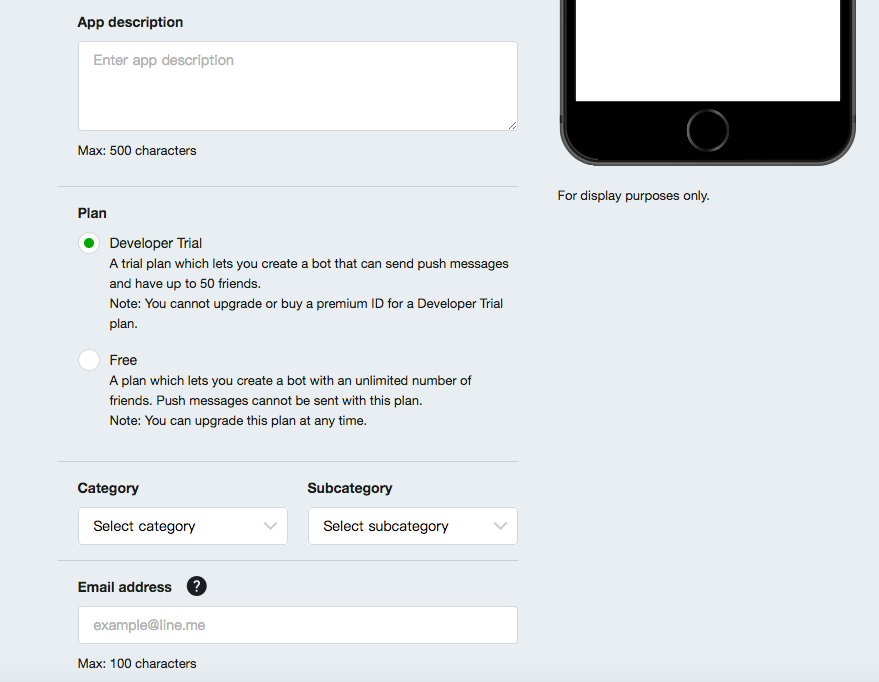 App description
Enter app description
Max: 500 characters
For display purposes only.
Plan
Developer Trial
A trial plan which lets you create a bot that can send push messages
and have up to 50 friends.
Note: You cannot upgrade or buy a premium ID for a Developer Trial
plan.
Free
A plan which lets you create a bot with an unlimited number of
friends. Push messages cannot be sent with this plan.
Note: You can upgrade this plan at any time.
Category
Subcategory
Select category
Select subcategory
Email address ?
example@line.me
Max: 100 characters